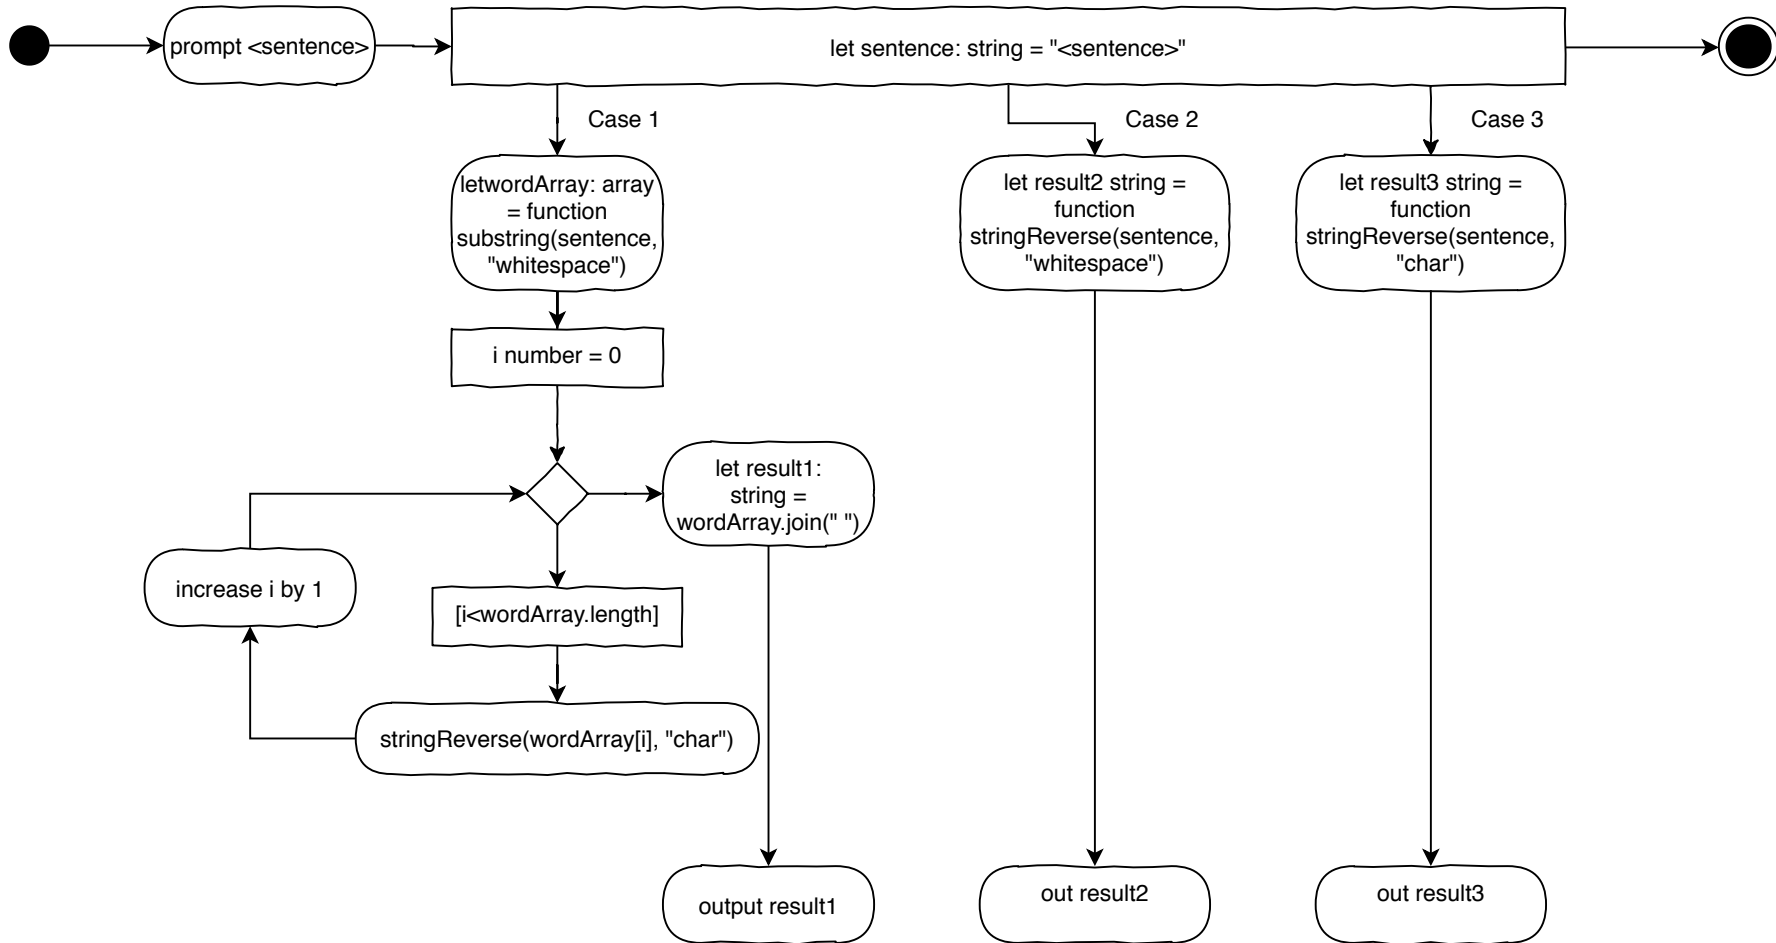 prompt <sentence>
let sentence: string = "<sentence>"
Case 1
Case 2
Case 3
letwordArray: array
= function
substring(sentence,
"whitespace")
let result2 string =
function
stringReverse(sentence,
"whitespace")
let result3 string =
function
stringReverse(sentence,
"char")
i number = 0
let result1:
string =
wordArray.join(" ")
increase i by 1
[i<wordArray.length]
stringReverse(wordArray[i], "char")
output result1
out result2
out result3